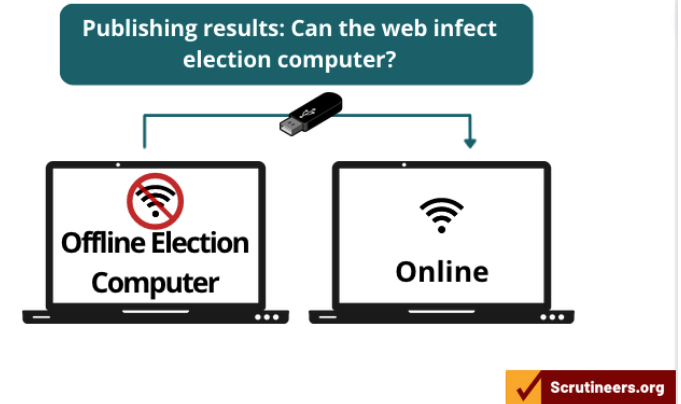 Publishing results: Can the web infect
election computer?
Offline Election
Computer
Online
Scrutineers.org